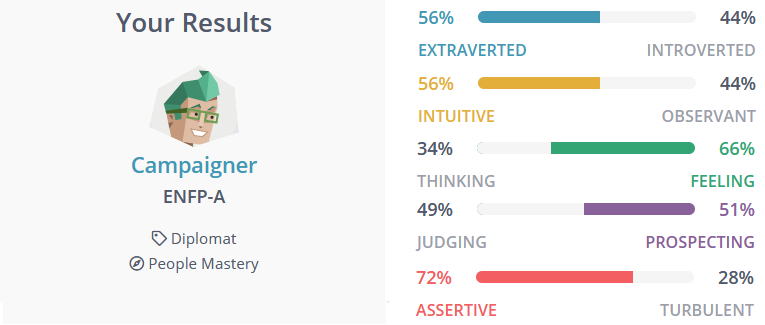 Your Results
Campaigner
ENFP-A
Diplomat
People Mastery
56% 44%
EXTRAVERTED INTROVERTED
56% 44%
INTUITIVE OBSERVANT
34% 66%
THINKING FEELING
49% 51%
JUDGING PROSPECTING
72% 28%
ASSERTIVE TURBULENT